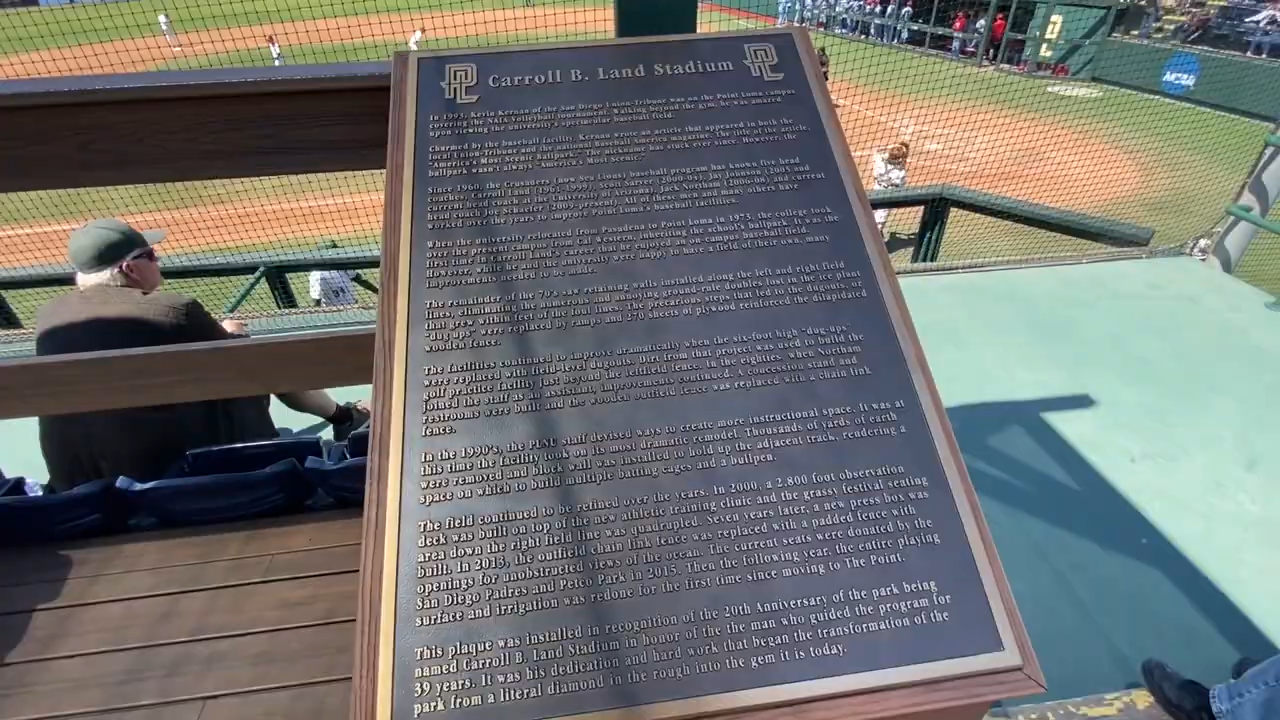 PL Carroll B. Land Stadium PL
In 1993, Kevin Kernan of the San Diego Union-Tribune was on the Point Loma campus
covering the NAIA Volleyball tournament. Walking beyond the gym, he was amazed
upon viewing the university's spectacular baseball field.
Charmed by the baseball facility, Kernan wrote an article that appeared in both the
local Union-Tribune and the national Baseball America magazine. The title of the article,
"America's Most Scenic Ballpark." The nickname has stuck ever since. However, the
ballpark wasn't always "America's Most Scenic."
Since 1960, the Crusaders (now Sea Lions) baseball program has known five head
coaches, Carroll Land (1961-1999), Scott Sarver (2000-04), Jay Johnson (2005 and
current head coach at the University of Arizona), Jack Northam (2006-08) and current
head coach Joe Schaefer (2009-present). All of these men and many others have
worked over the years to improve Point Loma's baseball facilities.
When the university relocated from Pasadena to Point Loma in 1973, the college took
over the present campus from Cal Western, inheriting the school's ballpark. It was the
first time in Carroll Land's career that he enjoyed an on-campus baseball field.
However, while he and the university were happy to have a field of their own, many
improvements needed to be made.
The remainder of the 70's saw retaining walls installed along the left and right field
lines, eliminating the numerous and annoying ground-rule doubles lost in the ice plant
that grew within feet of the foul lines. The precarious steps that led to the dugouts, or
"dug ups" were replaced by ramps and 270 sheets of plywood reinforced the dilapidated
wooden fence.
The facilities continued to improve dramatically when the six-foot high "dug-ups"
were replaced with field-level dugouts. Dirt from that project was used to build the
golf practice facility just beyond the leftfield fence. In the eighties, when Northam
joined the staff as an assistant, improvements continued. A concession stand and
restrooms were built and the wooden outfield fence was replaced with a chain link
fence.
In the 1990's, the PLNU staff devised ways to create more instructional space. It was at
this time the facility took on its most dramatic remodel. Thousands of yards of earth
were removed and block wall was installed to hold up the adjacent track, rendering a
space on which to build multiple batting cages and a bullpen.
The field continued to be refined over the years. In 2000, a 2,800 foot observation
deck was built on top of the new athletic training clinic and the grassy festival seating
area down the right field line was quadrupled. Seven years later, a new press box was
built. In 2013, the outfield chain link fence was replaced with a padded fence with
openings for unobstructed views of the ocean. The current seats were donated by the
San Diego Padres and Petco Park in 2015. Then the following year, the entire playing
surface and irrigation was redone for the first time since moving to The Point.
This plaque was installed in recognition of the 20th Anniversary of the park being
named Carroll B. Land Stadium in honor of the the man who guided the program for
39 years. It was his dedication and hard work that began the transformation of the
park from a literal diamond in the rough into the gem it is today.
NCAA